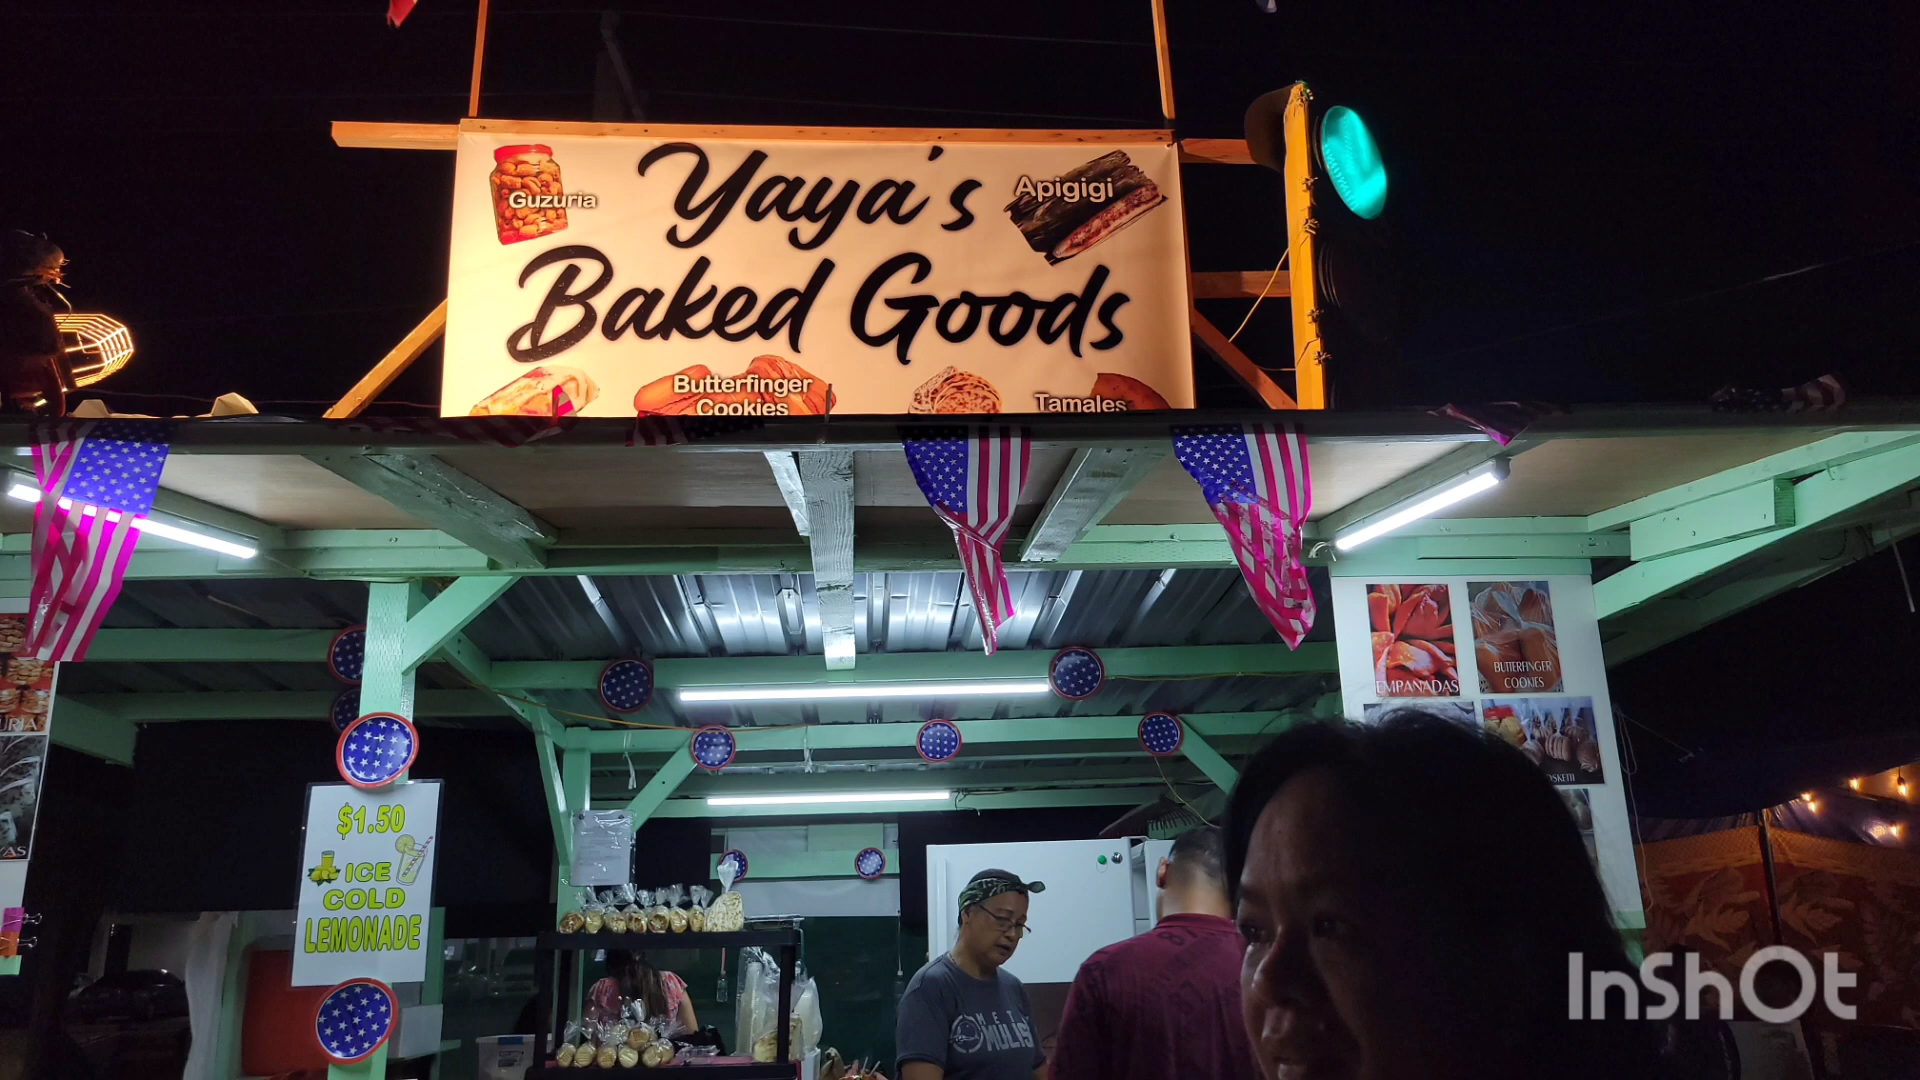 Yaya's
Baked Goods
Guzuria
Apigigi
Butterfinger
Cookies
Tamales
EMPANADAS
BUTTERFINGER
COOKIES
$1.50
ICE
COLD
LEMONADE
InShOt